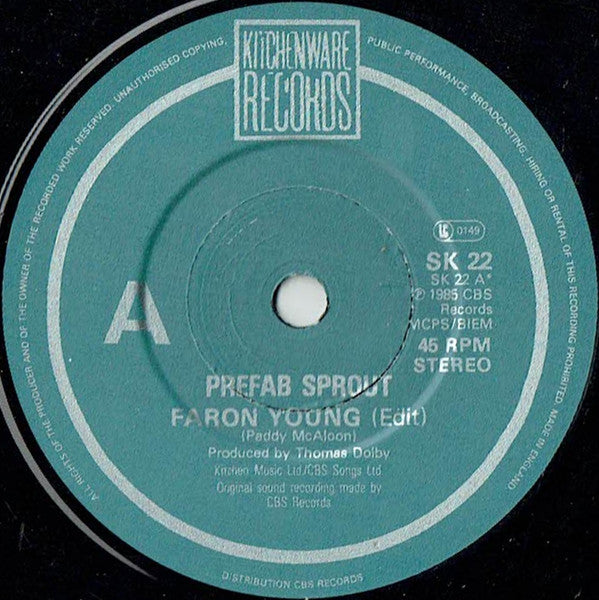 KITCHENWARE
RECORDS
ALL RIGHTS OF THE PRODUCER AND OF THE OWNER OF THE RECORDED WORK RESERVED. UNAUTHORISED COPYING, PUBLIC PERFORMANCE, BROADCASTING, HIRING OR RENTAL OF THIS RECORDING PROHIBITED. MADE IN ENGLAND
LC 0149
SK 22
SK 22 A*
℗ 1985 CBS
Records
MCPS/BIEM
45 RPM
STEREO
A
PREFAB SPROUT
FARON YOUNG (Edit)
(Paddy McAloon)
Produced by Thomas Dolby
Kitchen Music Ltd/CBS Songs Ltd
Original sound recording made by
CBS Records
DISTRIBUTION CBS RECORDS